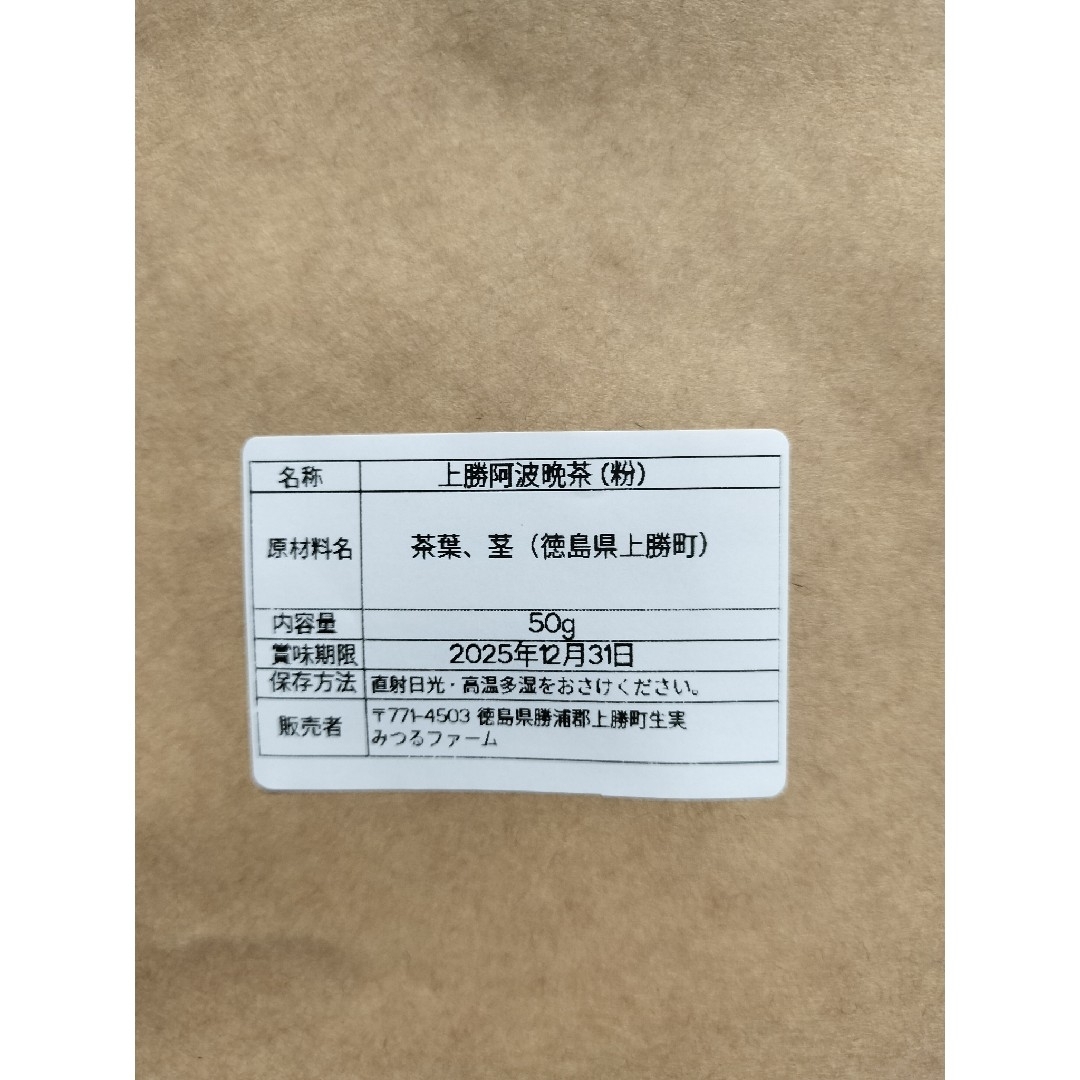 名称 上勝阿波晩茶（粉）
原材料名 茶葉、茎（徳島県上勝町）
内容量 50g
賞味期限 2025年12月31日
保存方法 直射日光・高温多湿をおさけください。
販売者 〒771-4503 徳島県勝浦郡上勝町生実
みつるファーム